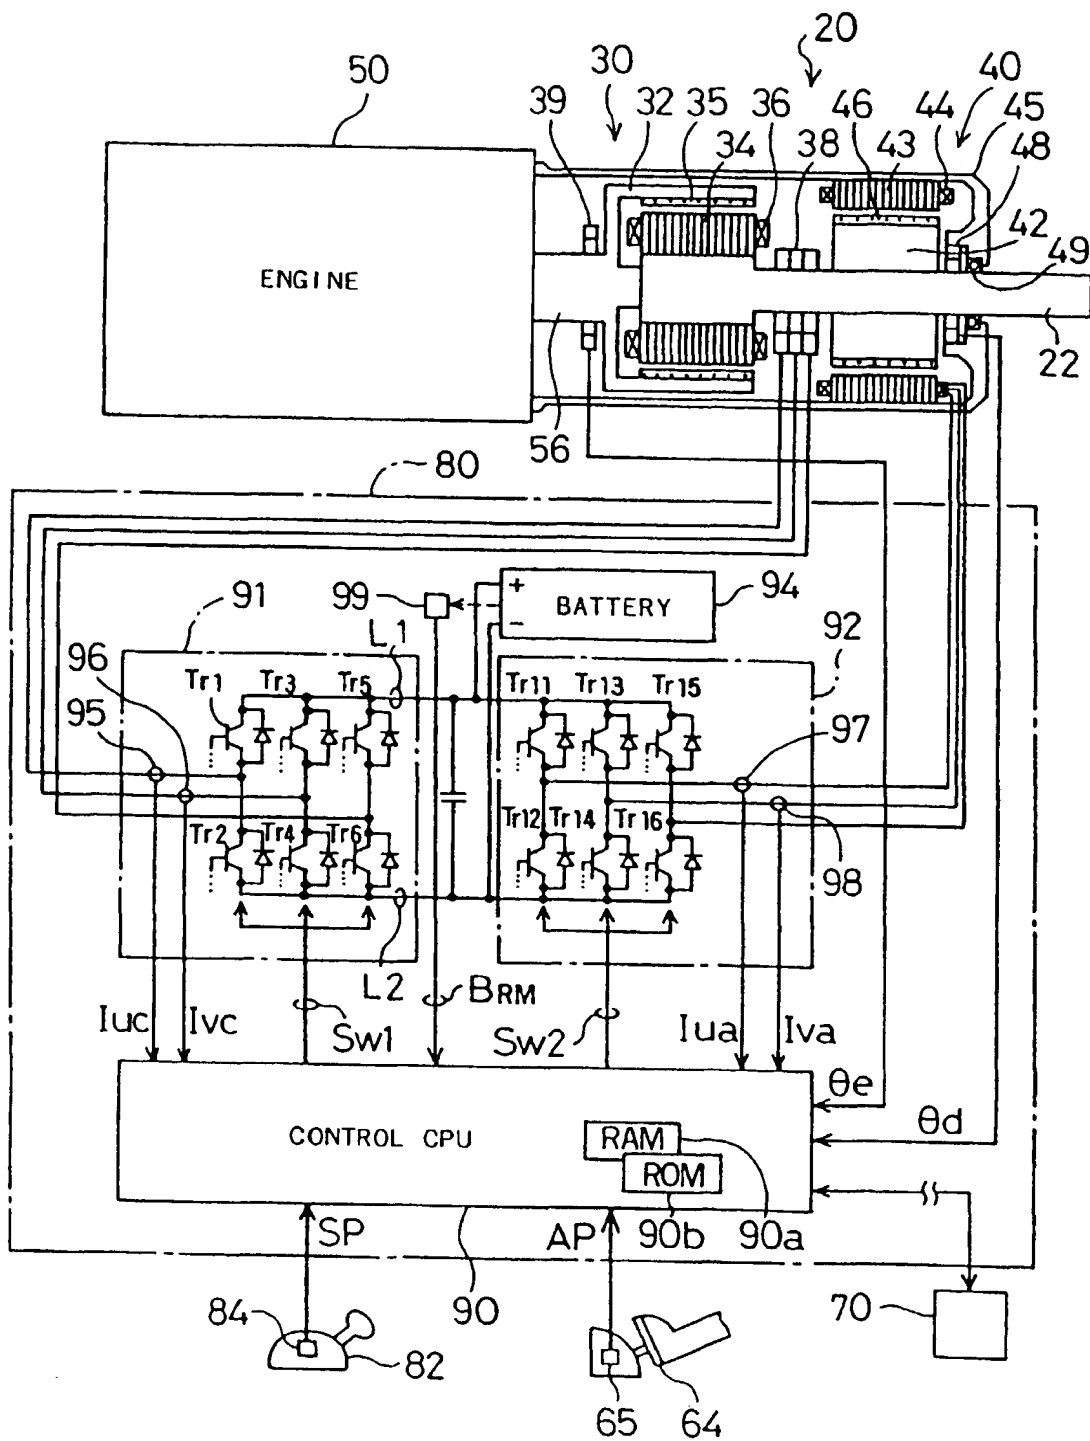 20
50
30
40
39
32
35
36
46
44
45
34
38
43
48
42
49
ENGINE
22
56
80
91
99
+
−
BATTERY
94
L1
92
96
Tr1
Tr3
Tr5
Tr11
Tr13
Tr15
95
97
Tr2
Tr4
Tr6
Tr12
Tr14
Tr16
98
L2
BRM
Iuc
Ivc
Sw1
Sw2
Iua
Iva
θe
θd
CONTROL CPU
RAM
ROM
SP
AP
90b
90a
90
84
82
70
65
64